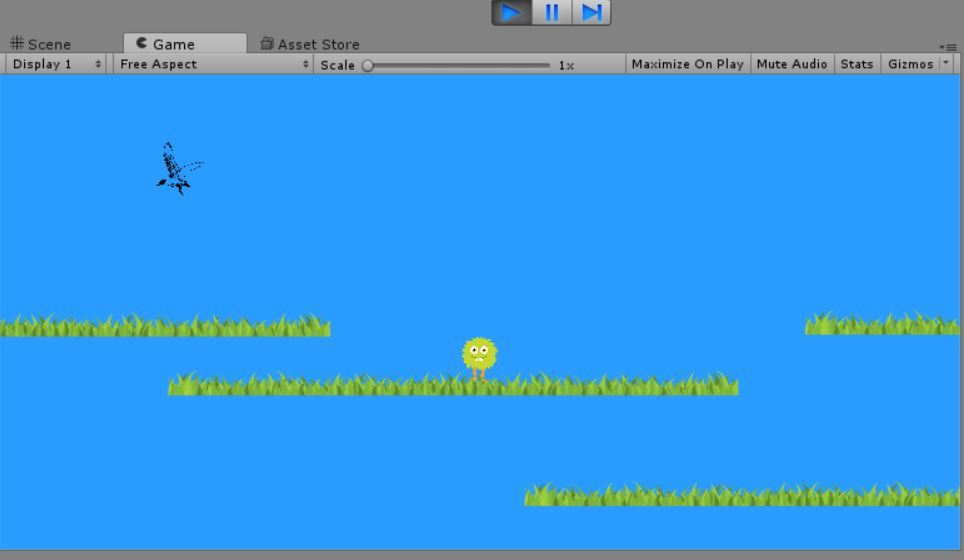 Scene Game Asset Store
Display 1 Free Aspect Scale 1x Maximize On Play Mute Audio Stats Gizmos